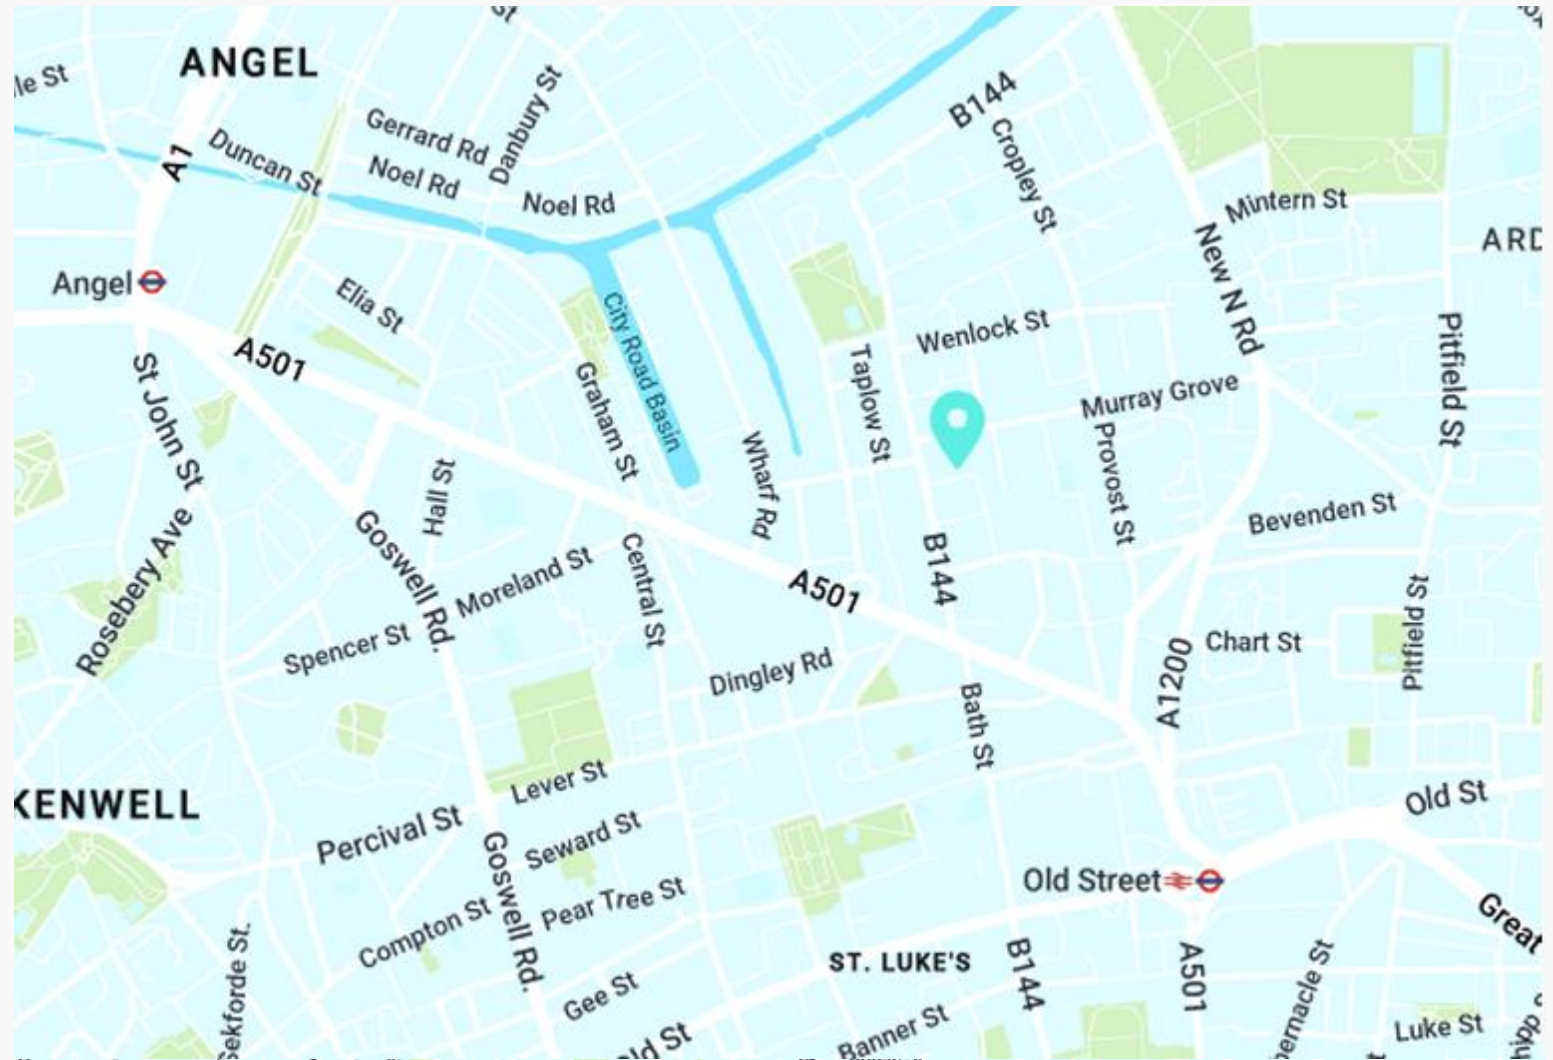 ANGEL
A1
Duncan St
Gerrard Rd
Noel Rd
Danbury St
Noel Rd
B144
Cropley St
Mintern St
New N Rd
Pitfield St
Angel
Elia St
A501
City Road Basin
Graham St
Wenlock St
Taplow St
Murray Grove
Provost St
Wharf Rd
St John St
Rosebery Ave
Goswell Rd.
Hall St
Moreland St
Spencer St
Central St
A501
B144
Bevenden St
Chart St
Pitfield St
A1200
Dingley Rd
Bath St
Lever St
Percival St
Seward St
Goswell Rd.
Pear Tree St
Compton St
Gee St
Old Street
Old St
Great
ST. LUKE'S
B144
A501
Banner St
Luke St